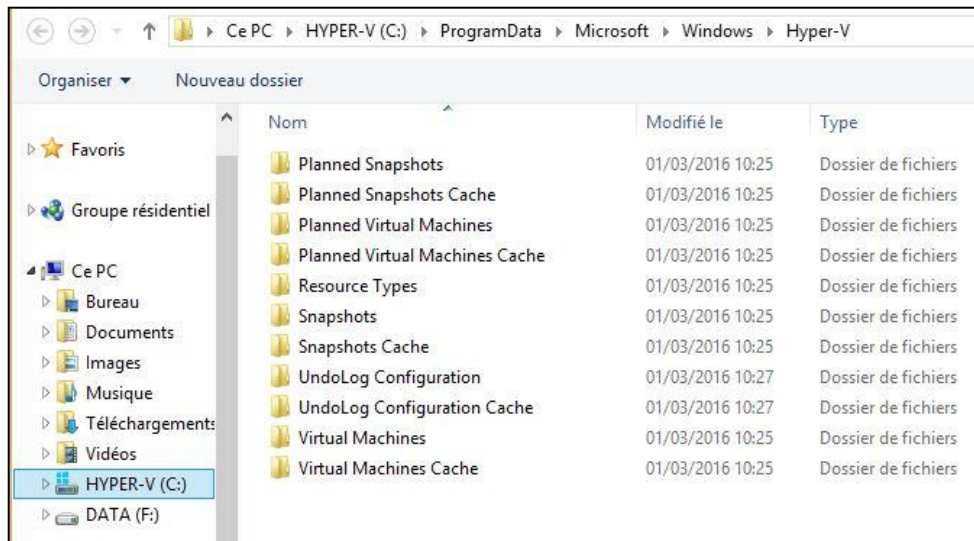 Ce PC HYPER-V (C:) ProgramData Microsoft Windows Hyper-V
Organiser Nouveau dossier
Nom Modifié le Type
Favoris
Groupe résidentiel
Ce PC
Bureau
Documents
Images
Musique
Téléchargements
Vidéos
HYPER-V (C:)
DATA (F:)
Planned Snapshots 01/03/2016 10:25 Dossier de fichiers
Planned Snapshots Cache 01/03/2016 10:25 Dossier de fichiers
Planned Virtual Machines 01/03/2016 10:25 Dossier de fichiers
Planned Virtual Machines Cache 01/03/2016 10:25 Dossier de fichiers
Resource Types 01/03/2016 10:25 Dossier de fichiers
Snapshots 01/03/2016 10:25 Dossier de fichiers
Snapshots Cache 01/03/2016 10:25 Dossier de fichiers
UndoLog Configuration 01/03/2016 10:27 Dossier de fichiers
UndoLog Configuration Cache 01/03/2016 10:27 Dossier de fichiers
Virtual Machines 01/03/2016 10:25 Dossier de fichiers
Virtual Machines Cache 01/03/2016 10:25 Dossier de fichiers